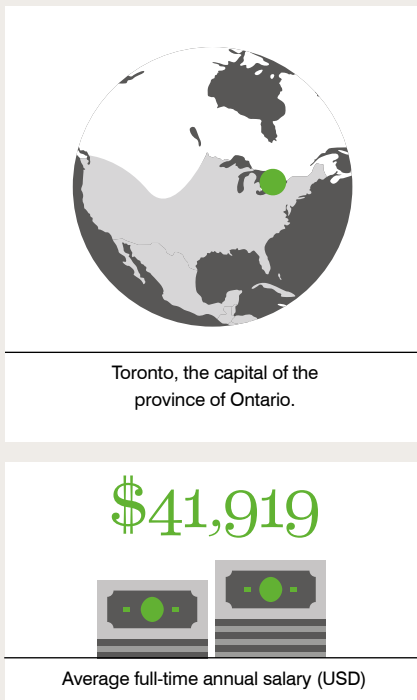 Toronto, the capital of the
province of Ontario.
$41,919
Average full-time annual salary (USD)